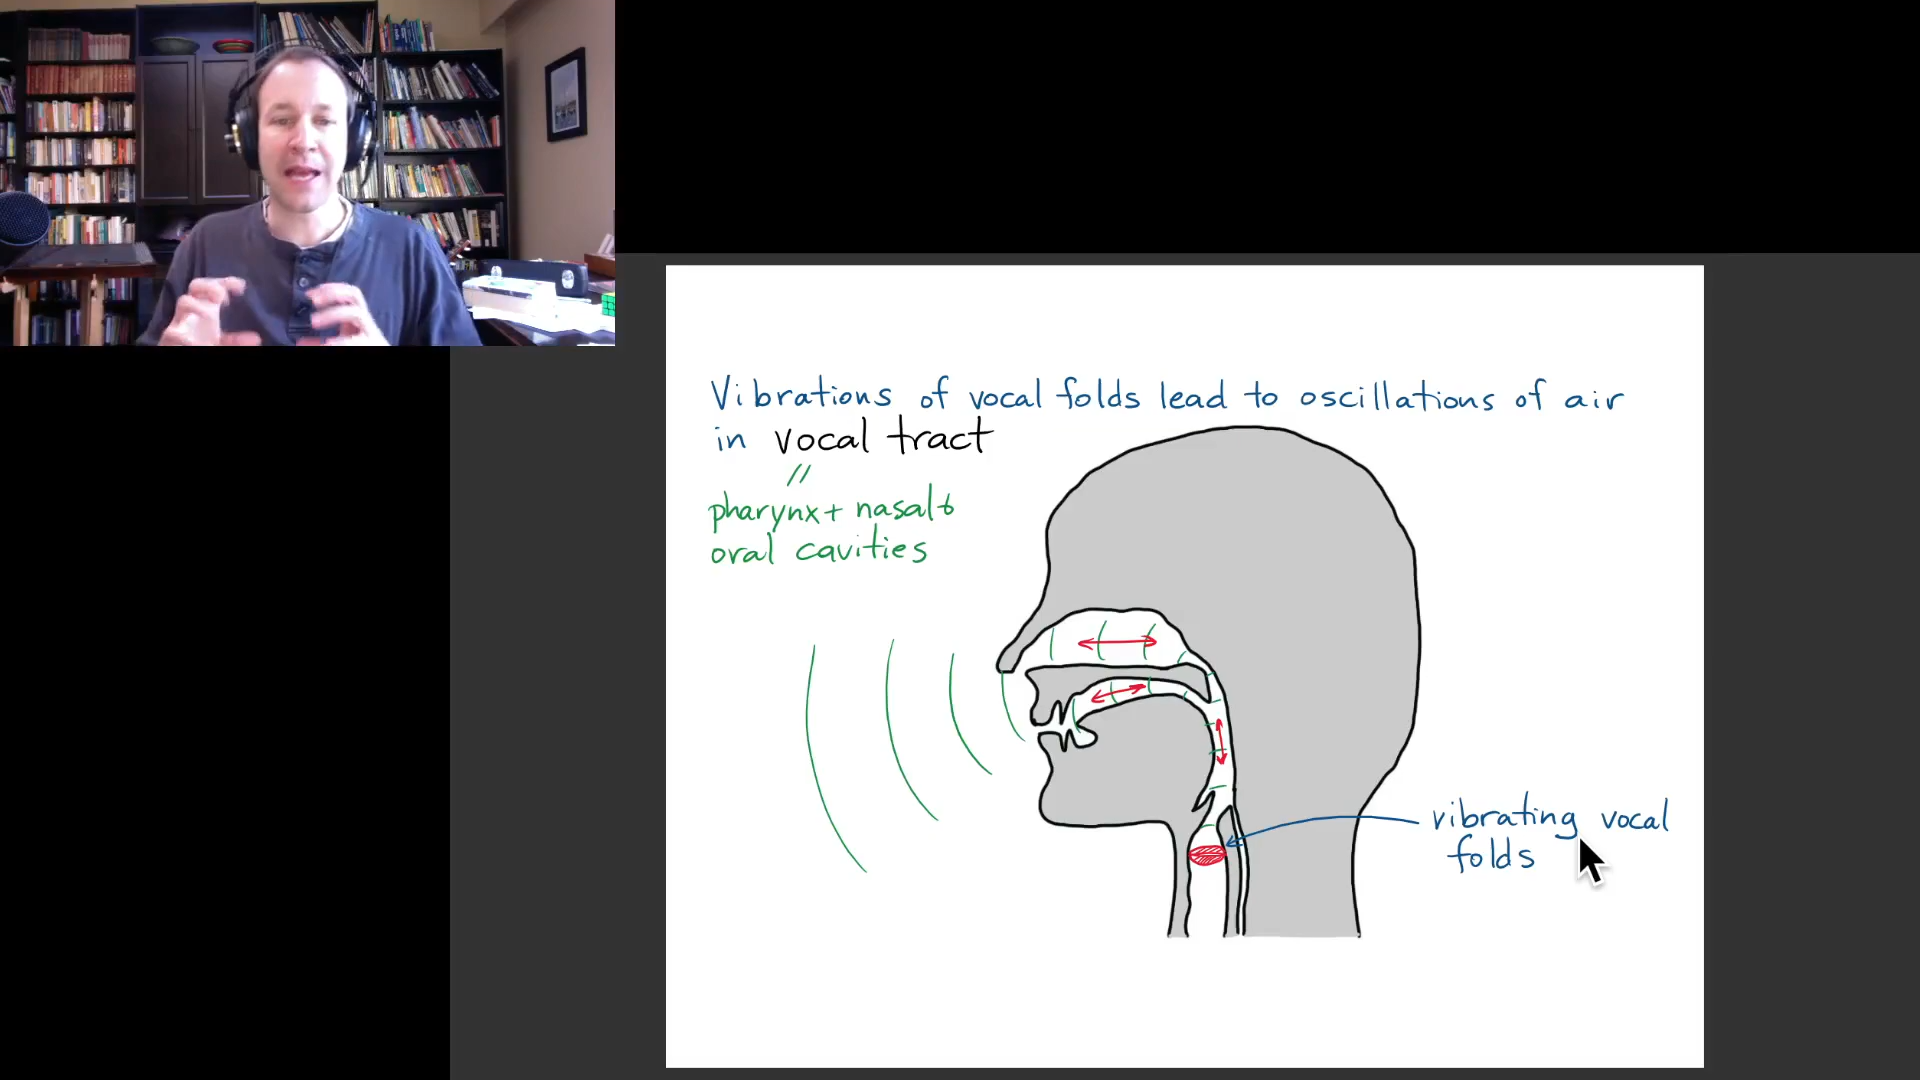 Vibrations of vocal folds lead to oscillations of air
in vocal tract
//
pharynx + nasal +
oral cavities
vibrating vocal
folds